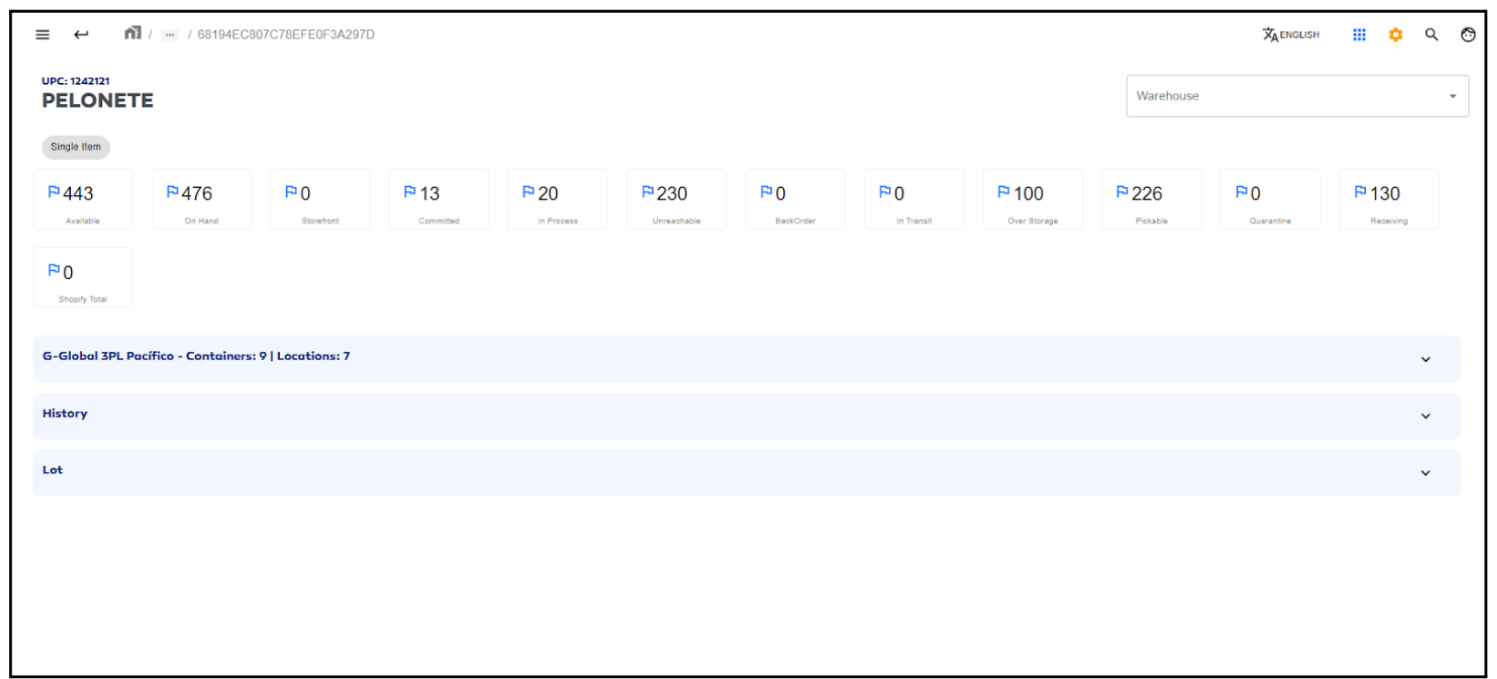 / ... / 68194EC807C78EFE0F3A297D
ENGLISH
UPC: 1242121
PELONETE
Warehouse
Single Item
443 476 0 13 20 230 0 0 100 226 0 130
Available On Hand Storefront Committed In Process Unreachable BackOrder In Transit Over Storage Pickable Quarantine Receiving
0
Shopify Total
G-Global 3PL Pacífico - Containers: 9 | Locations: 7
History
Lot